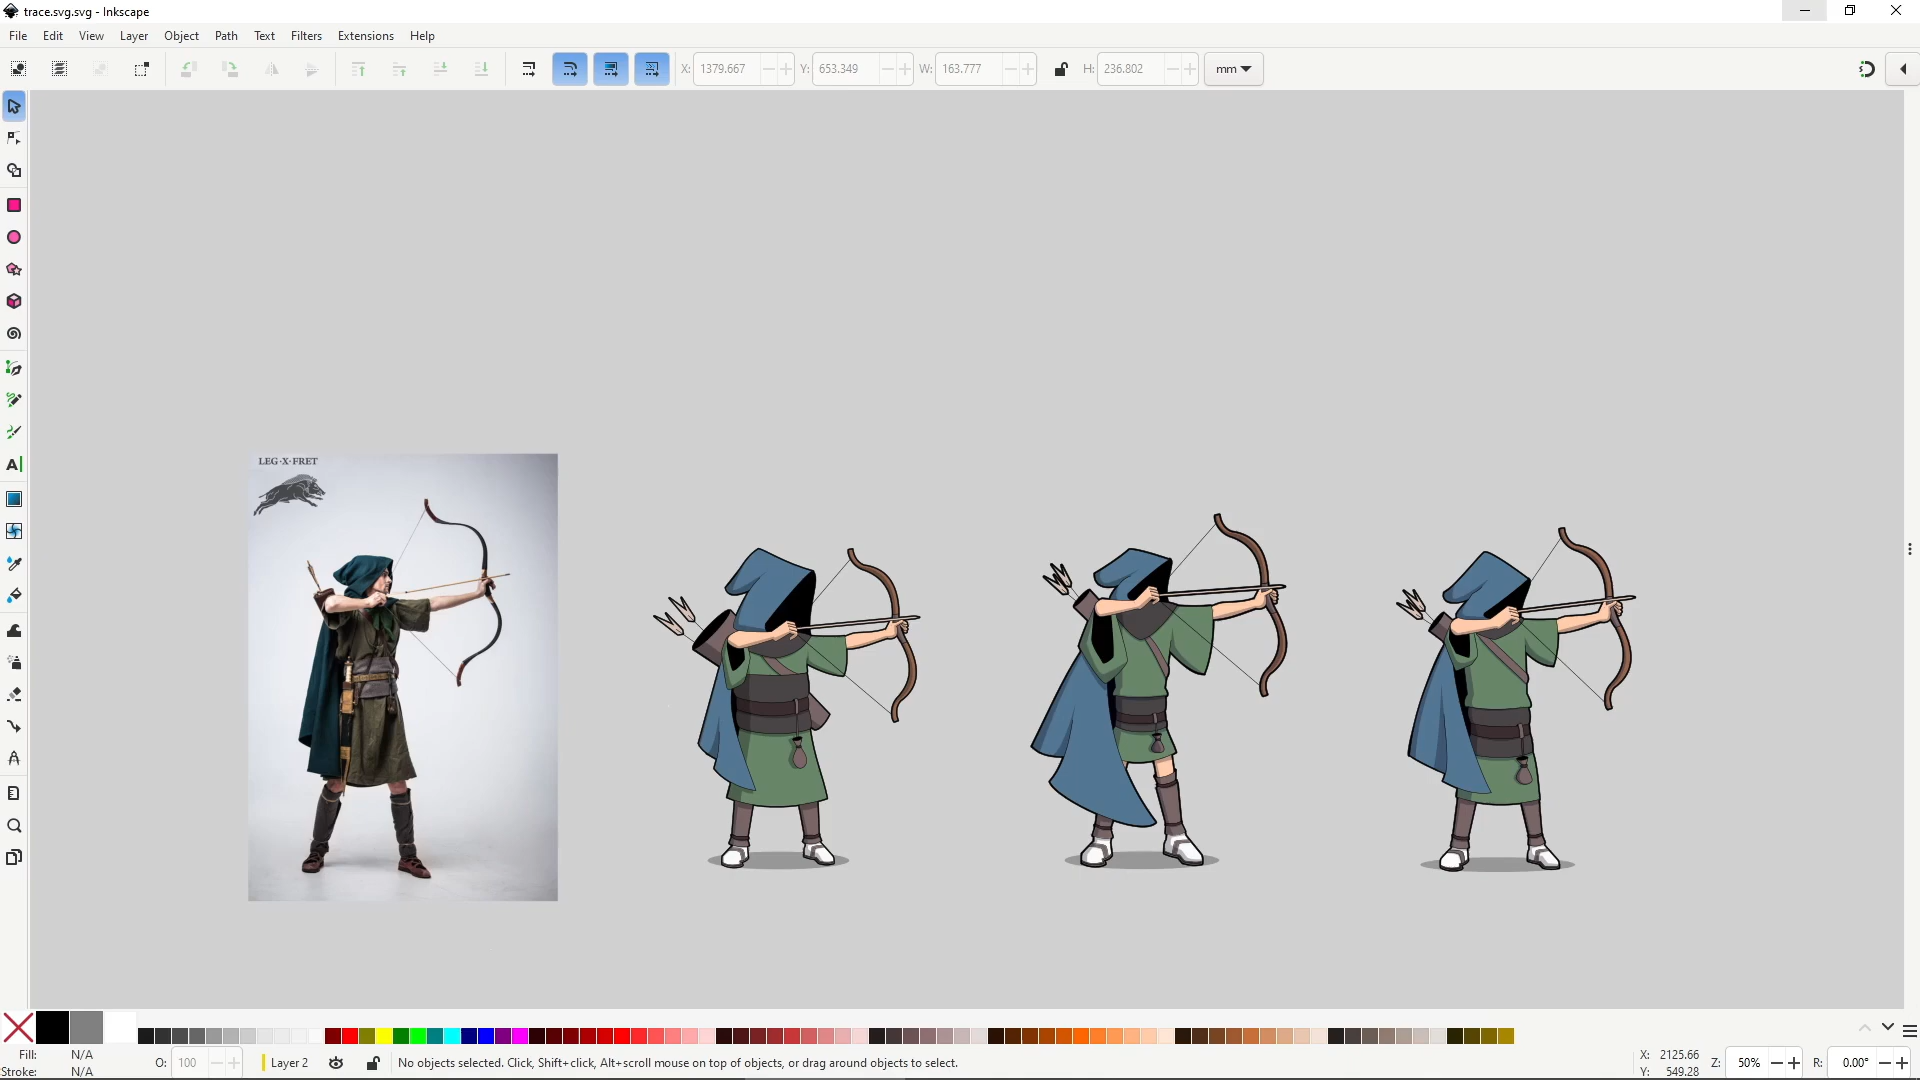 trace.svg.svg - Inkscape
File Edit View Layer Object Path Text Filters Extensions Help
X: 1379.667 Y: 653.349 W: 163.777 H: 236.802 mm
LEG·X·FRET
Fill: N/A
Stroke: N/A
O: 100
Layer 2
No objects selected. Click, Shift+click, Alt+scroll mouse on top of objects, or drag around objects to select.
X: 2125.66
Y: 549.28
Z: 50%
R: 0.00°